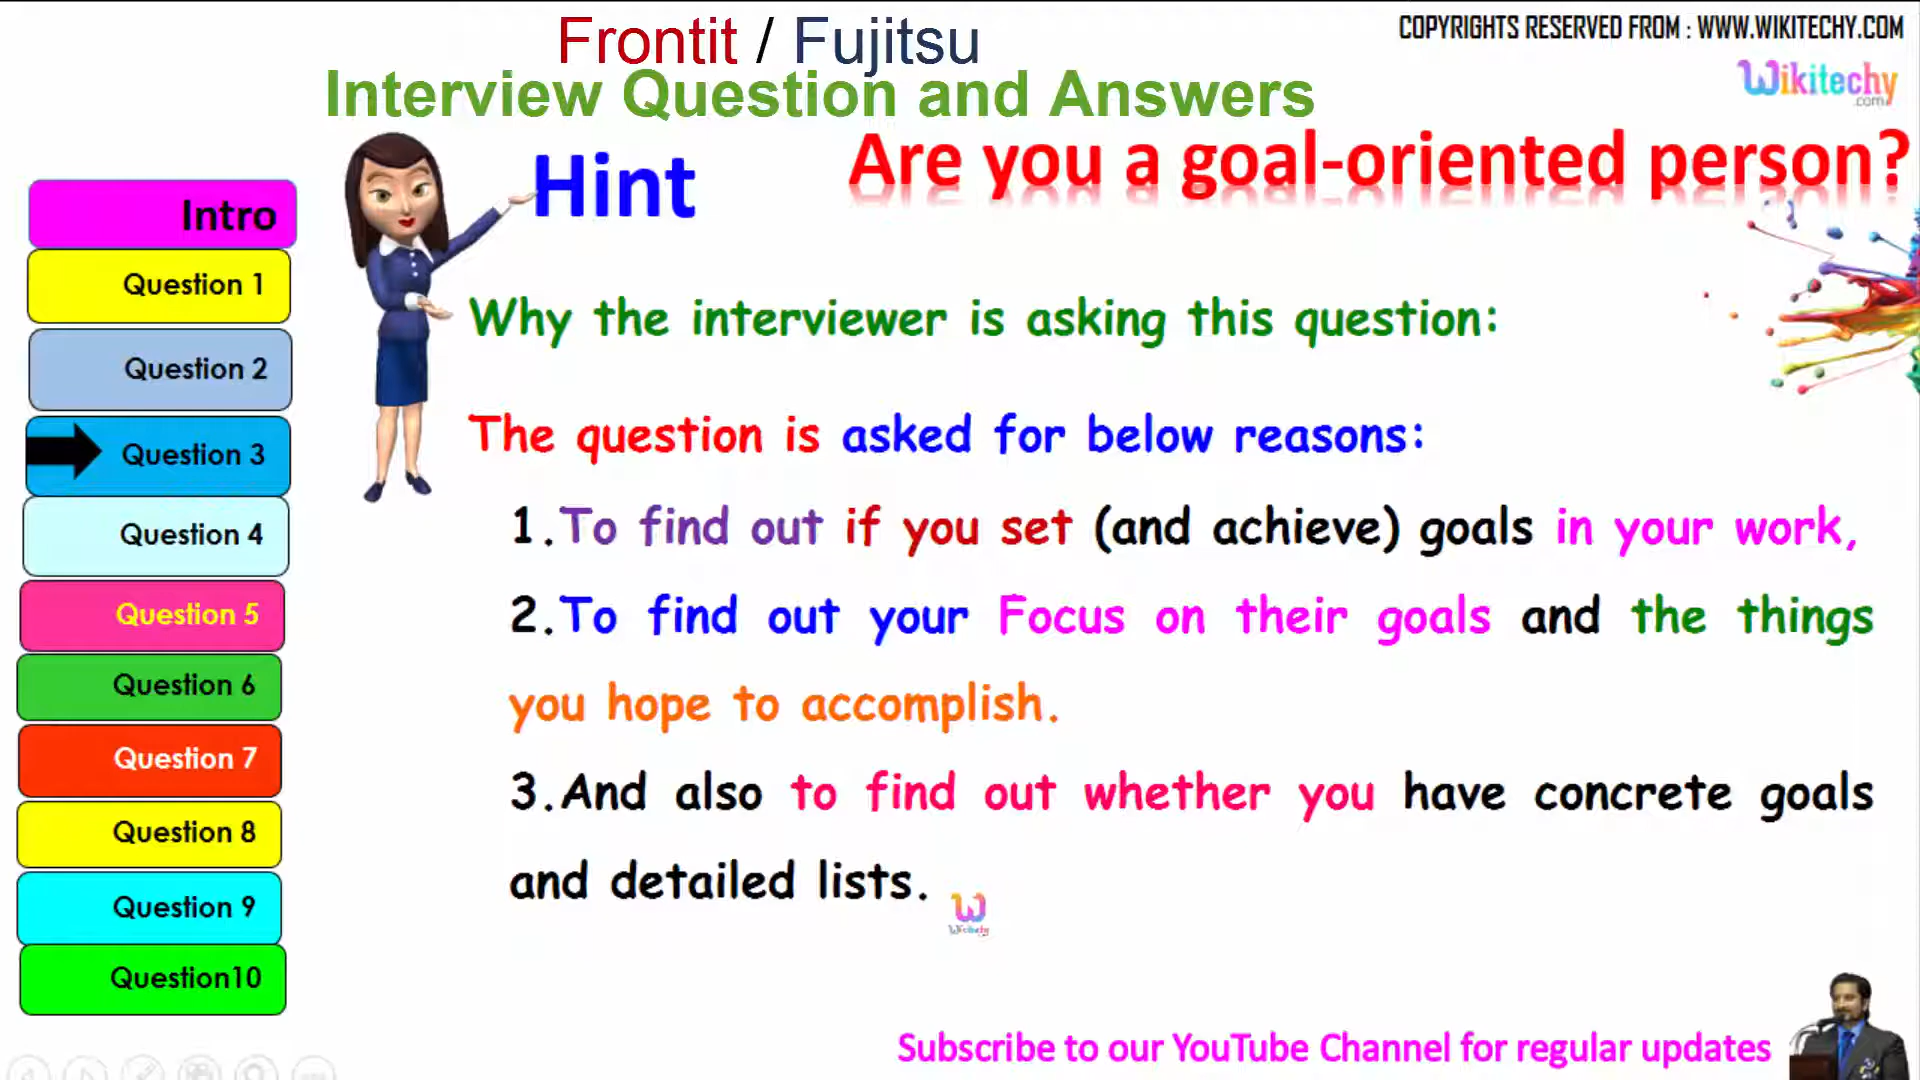 Frontit / Fujitsu
COPYRIGHTS RESERVED FROM : WWW.WIKITECHY.COM
Interview Question and Answers
Wikitechy
.com
Hint
Are you a goal-oriented person?
Intro
Question 1
Question 2
Question 3
Question 4
Question 5
Question 6
Question 7
Question 8
Question 9
Question10
Why the interviewer is asking this question:
The question is asked for below reasons:
1.To find out if you set (and achieve) goals in your work,
2.To find out your Focus on their goals and the things
you hope to accomplish.
3.And also to find out whether you have concrete goals
and detailed lists.
W
Wikitechy
Subscribe to our YouTube Channel for regular updates